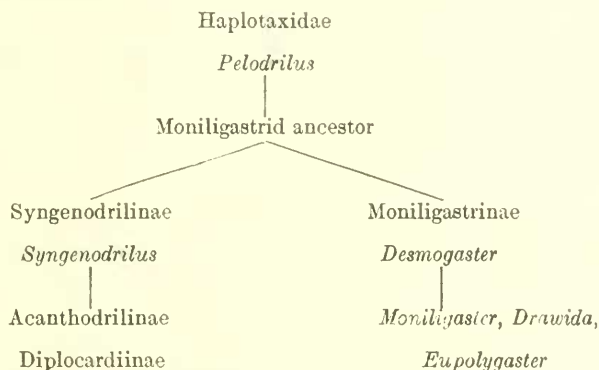 Haplotaxidae
Pelodrilus
Moniligastrid ancestor
Syngenodrilinae Moniligastrinae
Syngenodrilus Desmogaster
Acanthodrilinae Moniligaster, Drawida,
Diplocardiinae Eupolygaster